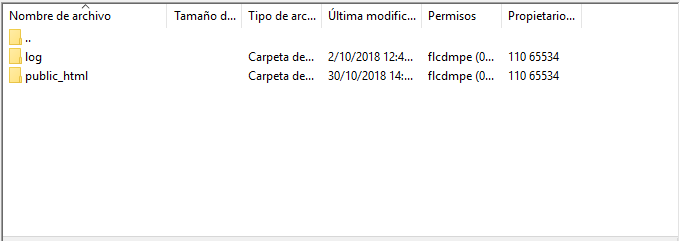 Nombre de archivo Tamaño d... Tipo de arc... Última modific... Permisos Propietario...
..
log Carpeta de... 2/10/2018 12:4... flcdmpe (0... 110 65534
public_html Carpeta de... 30/10/2018 14:... flcdmpe (0... 110 65534